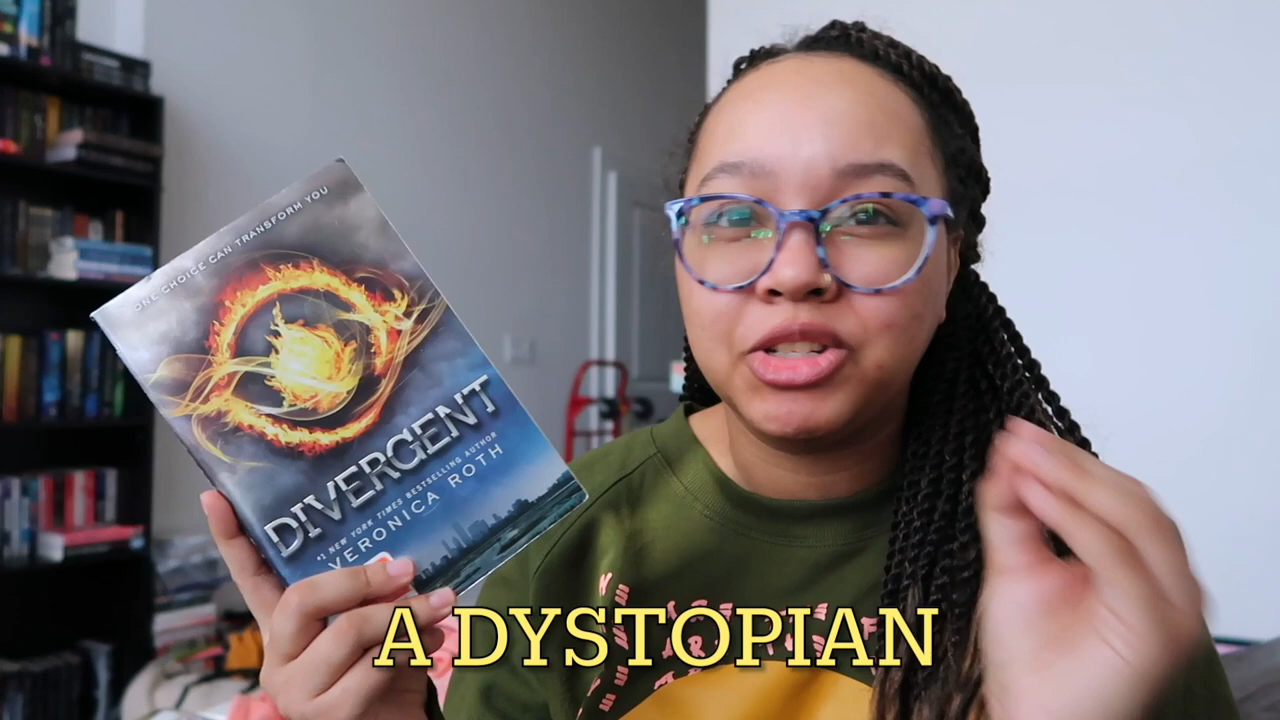 ONE CHOICE CAN TRANSFORM YOU
DIVERGENT
#1 NEW YORK TIMES BESTSELLING AUTHOR
VERONICA ROTH
A DYSTOPIAN